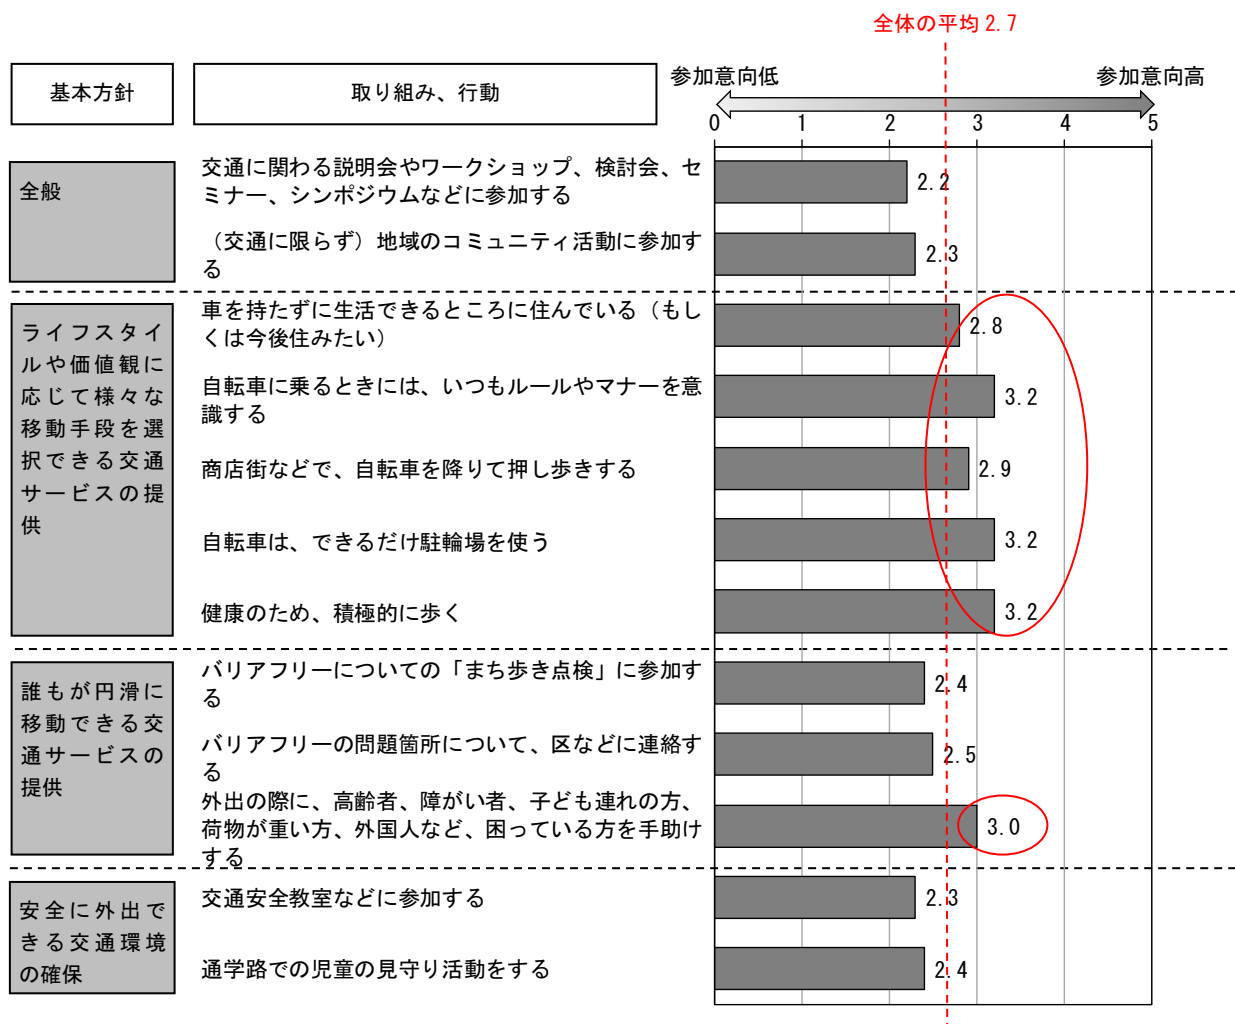 全体の平均 2.7
基本方針
取り組み、行動
参加意向低
参加意向高
0 1 2 3 4 5
全般
交通に関わる説明会やワークショップ、検討会、セ
ミナー、シンポジウムなどに参加する
2.2
（交通に限らず）地域のコミュニティ活動に参加す
る
2.3
ライフスタイ
ルや価値観に
応じて様々な
移動手段を選
択できる交通
サービスの提
供
車を持たずに生活できるところに住んでいる（もし
くは今後住みたい）
2.8
自転車に乗るときには、いつもルールやマナーを意
識する
3.2
商店街などで、自転車を降りて押し歩きする
2.9
自転車は、できるだけ駐輪場を使う
3.2
健康のため、積極的に歩く
3.2
誰もが円滑に
移動できる交
通サービスの
提供
バリアフリーについての「まち歩き点検」に参加す
る
2.4
バリアフリーの問題箇所について、区などに連絡す
る
2.5
外出の際に、高齢者、障がい者、子ども連れの方、
荷物が重い方、外国人など、困っている方を手助け
する
3.0
安全に外出で
きる交通環境
の確保
交通安全教室などに参加する
2.3
通学路での児童の見守り活動をする
2.4